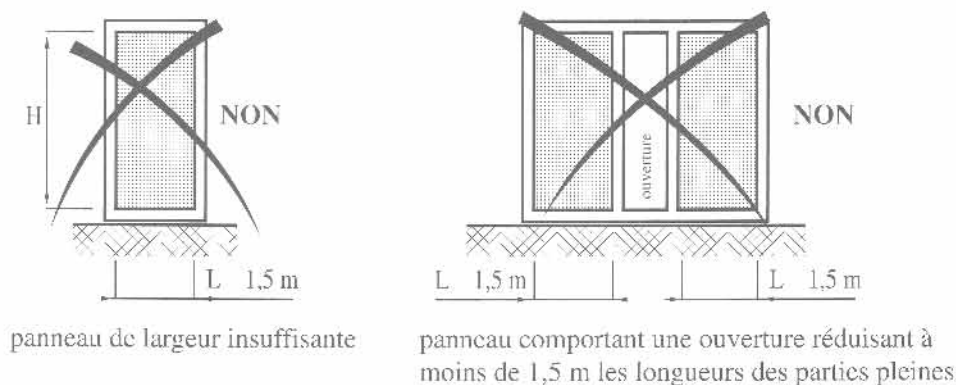 H
NON
L 1,5 m
panneau de largeur insuffisante
ouverture
NON
L 1,5 m
L 1,5 m
panneau comportant une ouverture réduisant à
moins de 1,5 m les longueurs des parties pleines